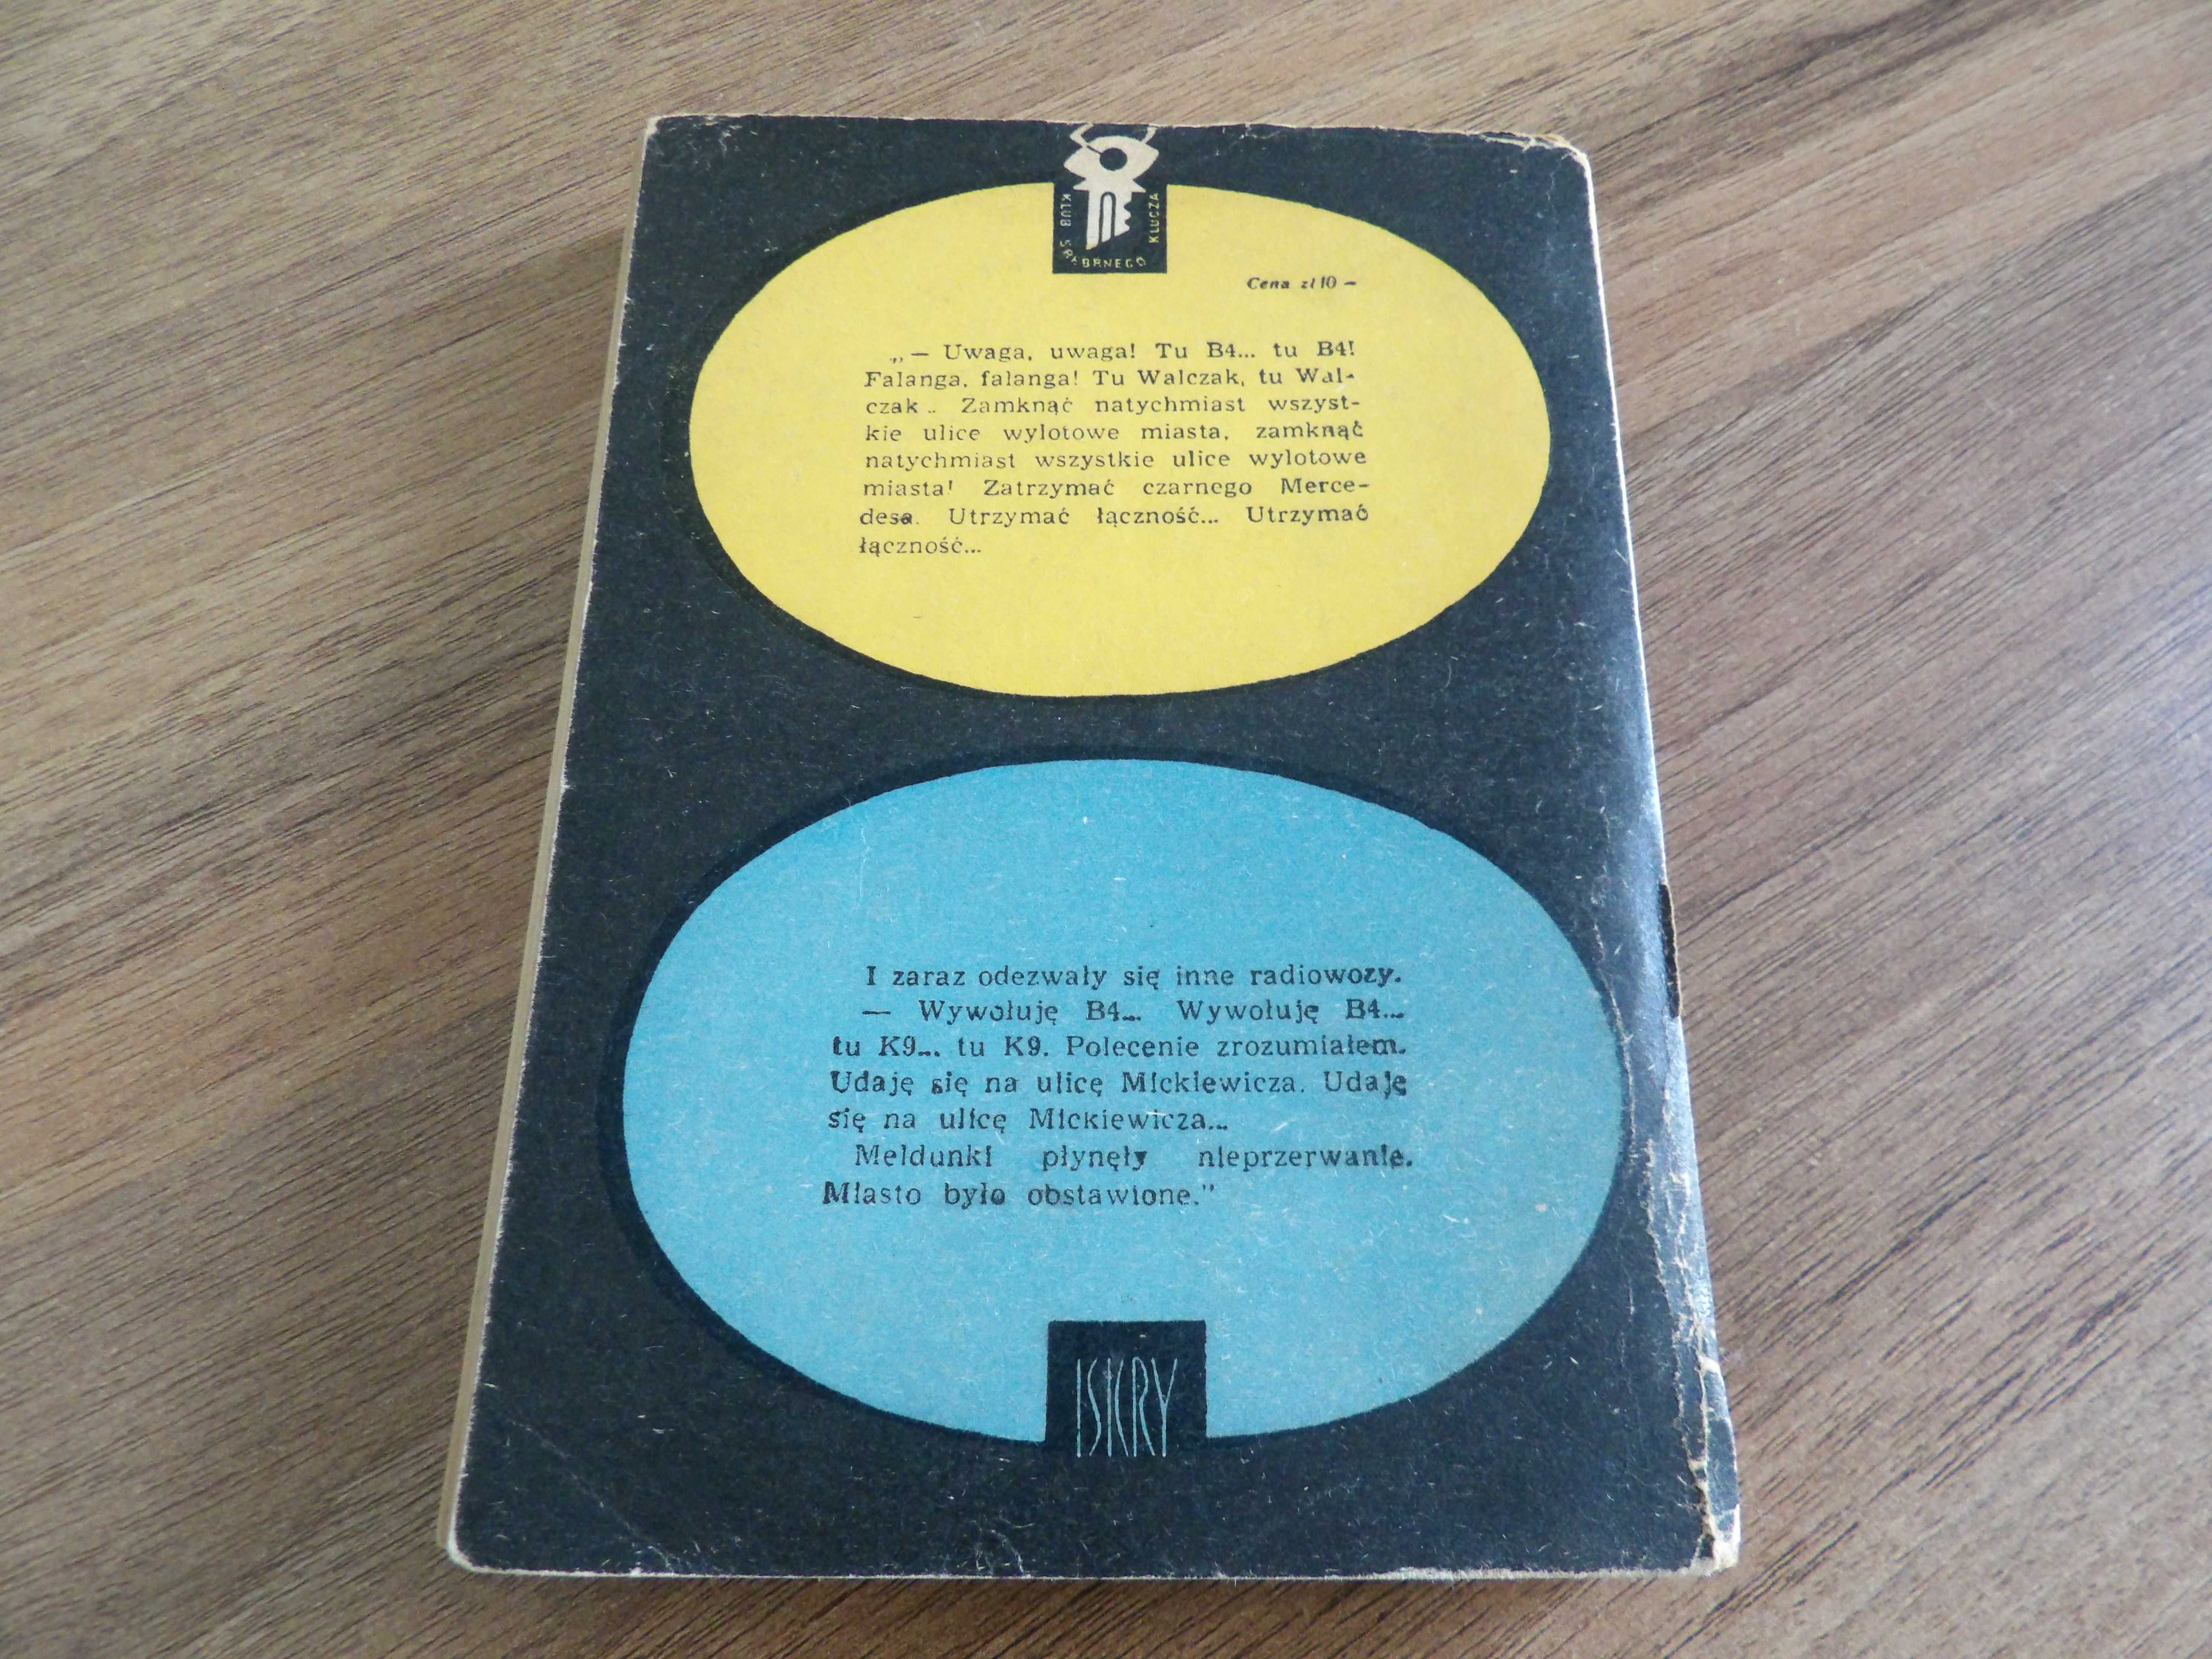 KLUB SREBRNEGO KLUCZA
Cena zł 10 —
„— Uwaga, uwaga! Tu B4... tu B4!
Falanga, falanga! Tu Walczak, tu Wal-
czak.. Zamknąć natychmiast wszyst-
kie ulice wylotowe miasta, zamknąć
natychmiast wszystkie ulice wylotowe
miasta! Zatrzymać czarnego Merce-
desa. Utrzymać łączność... Utrzymać
łączność...
I zaraz odezwały się inne radiowozy.
— Wywołuję B4... Wywołuję B4...
tu K9... tu K9. Polecenie zrozumiałem.
Udaję się na ulicę Mickiewicza. Udaję
się na ulicę Mickiewicza...
Meldunki płynęły nieprzerwanie.
Miasto było obstawione."
ISKRY